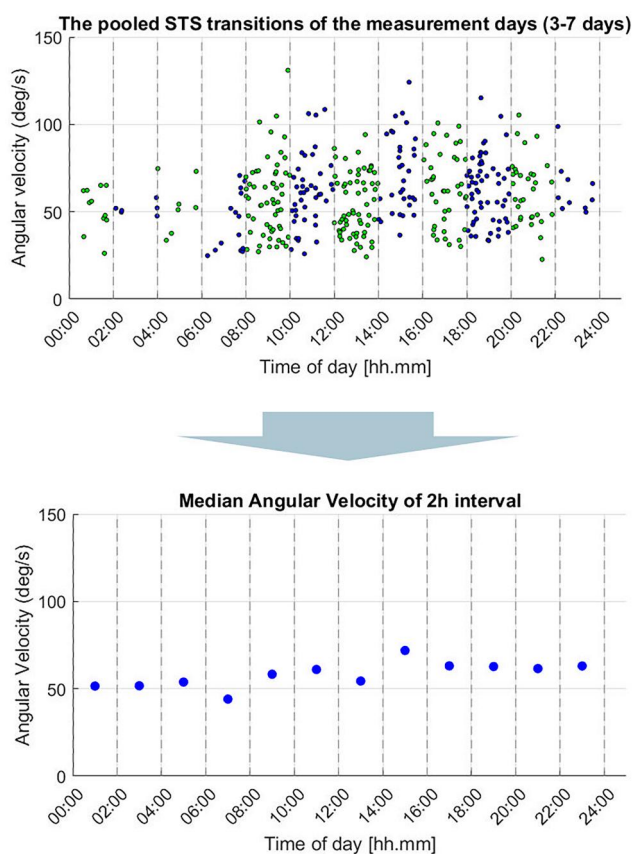 The pooled STS transitions of the measurement days (3-7 days)
150
100
50
0
Angular velocity (deg/s)
00:00 02:00 04:00 06:00 08:00 10:00 12:00 14:00 16:00 18:00 20:00 22:00 24:00
Time of day [hh.mm]
Median Angular Velocity of 2h interval
150
100
50
0
Angular Velocity (deg/s)
00:00 02:00 04:00 06:00 08:00 10:00 12:00 14:00 16:00 18:00 20:00 22:00 24:00
Time of day [hh.mm]